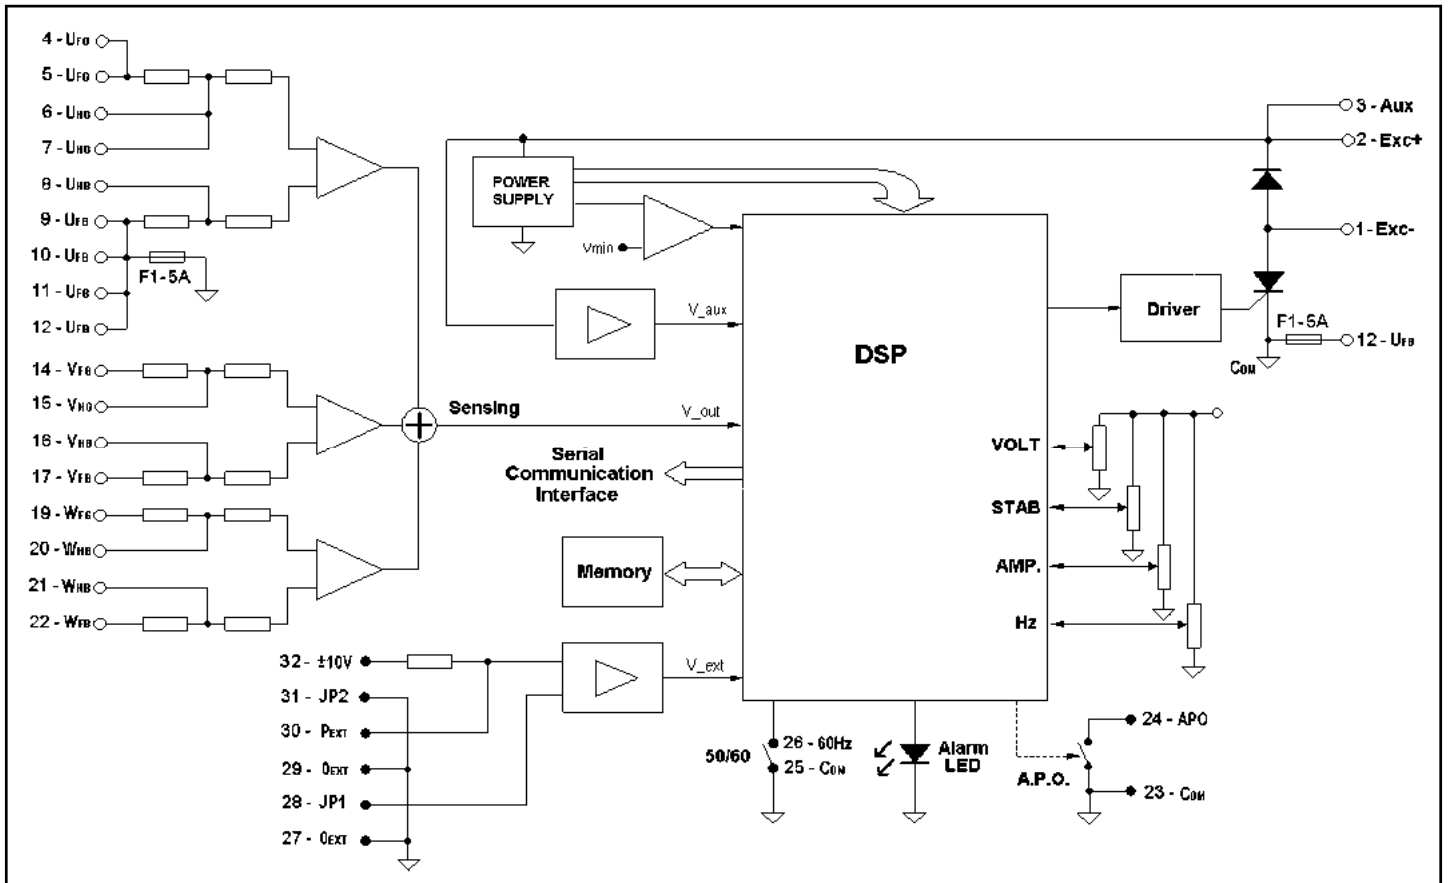 4 - UFG
5 - UFG
6 - UHG
7 - UHG
8 - UHB
9 - UFB
10 - UFB
F1-5A
11 - UFB
12 - UFB
14 - VFG
15 - VHG
16 - VHB
17 - VFB
19 - WFG
20 - WHB
21 - WHB
22 - WFB
Sensing
POWER
SUPPLY
Vmin
V_aux
V_out
Serial
Communication
Interface
Memory
V_ext
DSP
32 - ±10V
31 - JP2
30 - PEXT
29 - 0EXT
28 - JP1
27 - 0EXT
50/60
26 - 60Hz
25 - COM
Alarm
LED
A.P.O.
24 - APO
23 - COM
3 - Aux
2 - Exc+
1 - Exc-
Driver
F1-5A
12 - UFB
COM
VOLT
STAB
AMP.
Hz